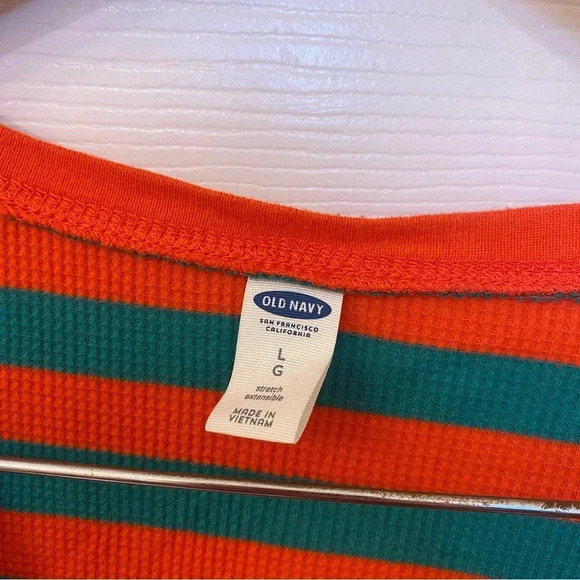 OLD NAVY
SAN FRANCISCO
CALIFORNIA
L
G
stretch
extensible
MADE IN
VIETNAM